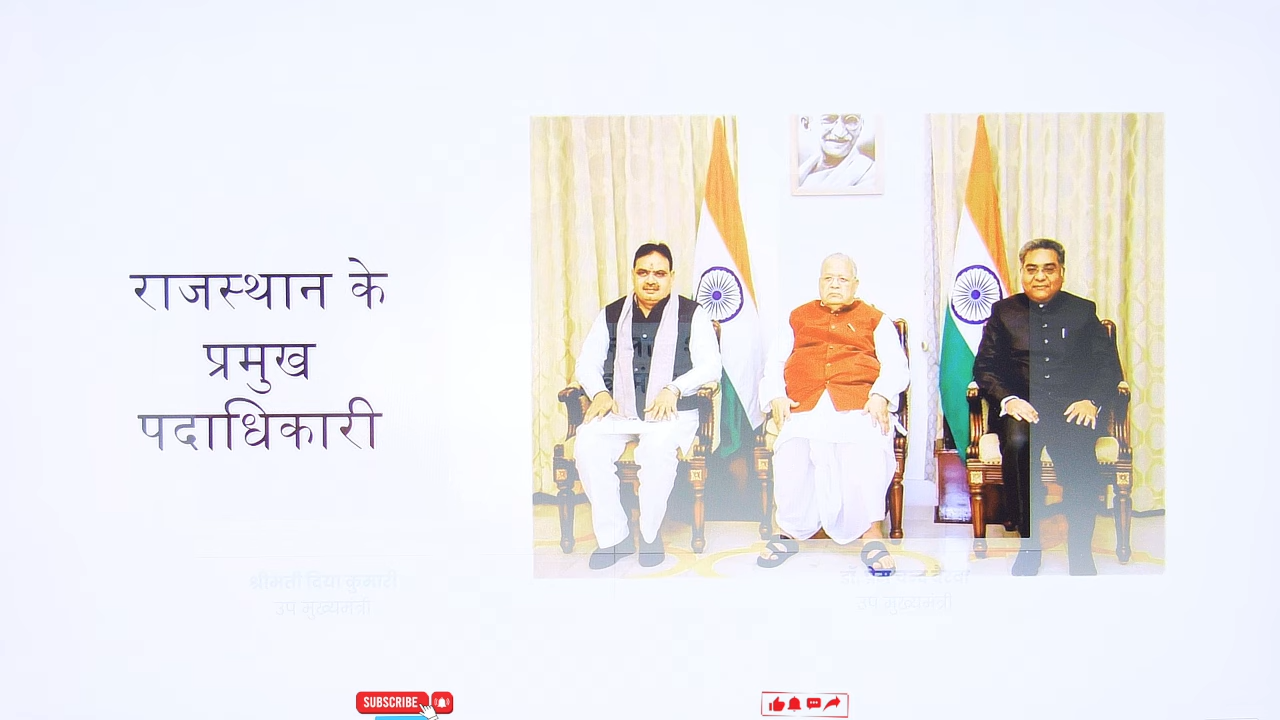 राजस्थान के
प्रमुख
पदाधिकारी
श्रीमती दिया कुमारी
उप मुख्यमंत्री
उप मुख्यमंत्री
SUBSCRIBE